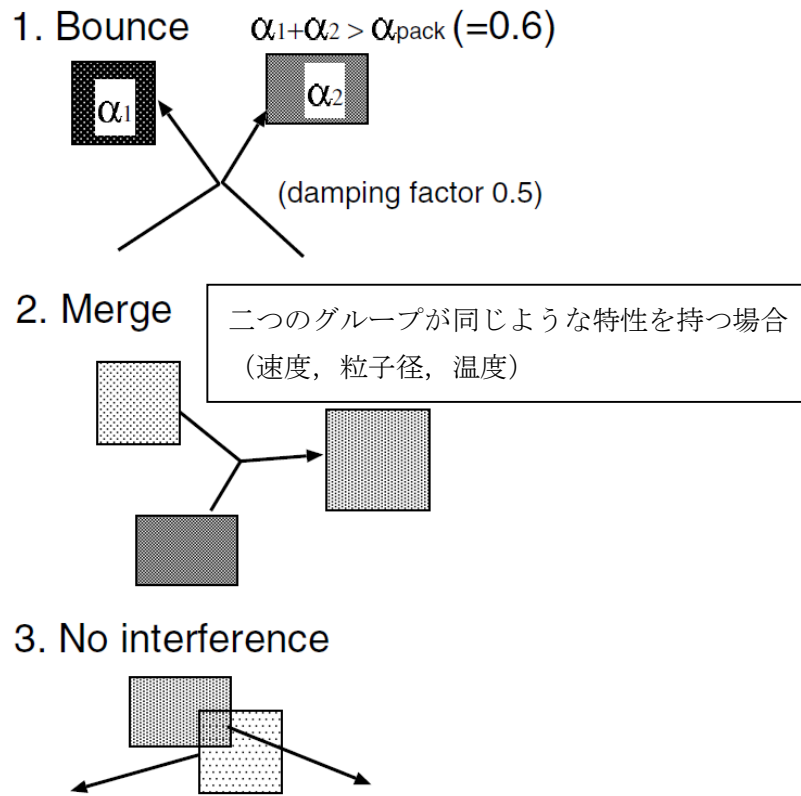 1. Bounce α1+α2 > αpack (=0.6)
α1
α2
(damping factor 0.5)
2. Merge
二つのグループが同じような特性を持つ場合
（速度，粒子径，温度）
3. No interference